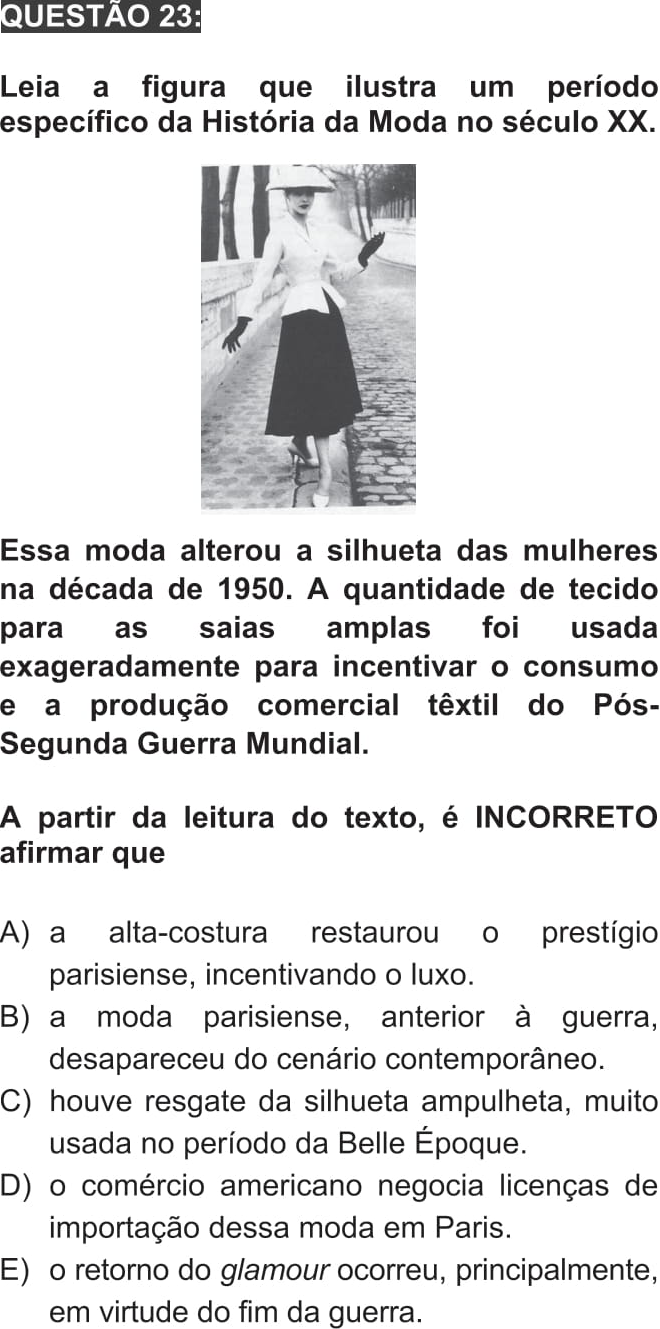 QUESTÃO 23:
Leia a figura que ilustra um período
específico da História da Moda no século XX.
Essa moda alterou a silhueta das mulheres
na década de 1950. A quantidade de tecido
para as saias amplas foi usada
exageradamente para incentivar o consumo
e a produção comercial têxtil do Pós-
Segunda Guerra Mundial.
A partir da leitura do texto, é INCORRETO
afirmar que
A) a alta-costura restaurou o prestígio
parisiense, incentivando o luxo.
B) a moda parisiense, anterior à guerra,
desapareceu do cenário contemporâneo.
C) houve resgate da silhueta ampulheta, muito
usada no período da Belle Époque.
D) o comércio americano negocia licenças de
importação dessa moda em Paris.
E) o retorno do glamour ocorreu, principalmente,
em virtude do fim da guerra.